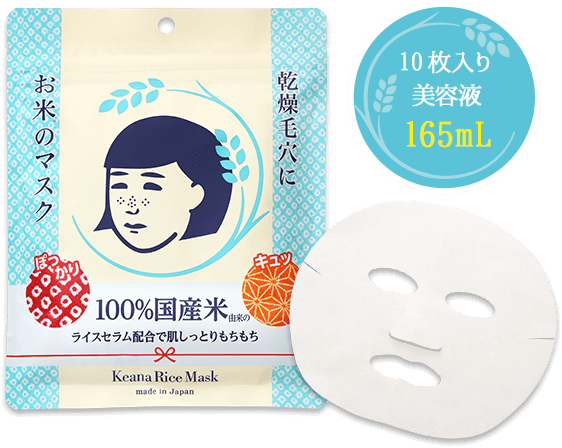 乾燥毛穴に
お米のマスク
ぽっかり
キュッ
100%国産米由来の
ライスセラム配合で肌しっとりもちもち
Keana Rice Mask
made in Japan
10枚入り
美容液
165mL